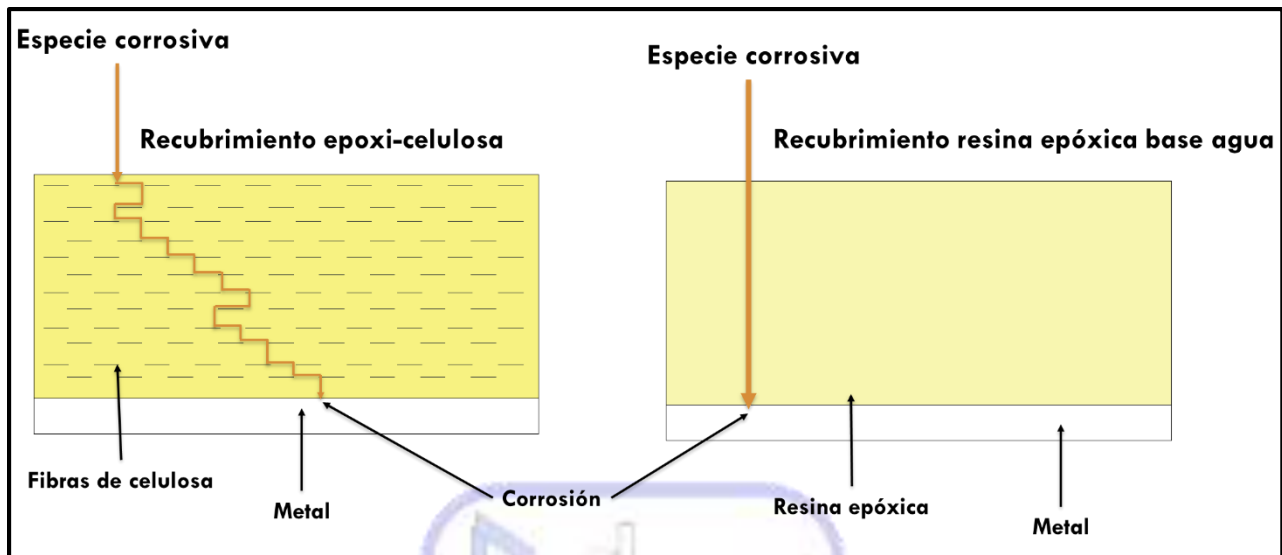 Especie corrosiva
Recubrimiento epoxi-celulosa
Fibras de celulosa
Metal
Corrosión
Especie corrosiva
Recubrimiento resina epóxica base agua
Resina epóxica
Metal